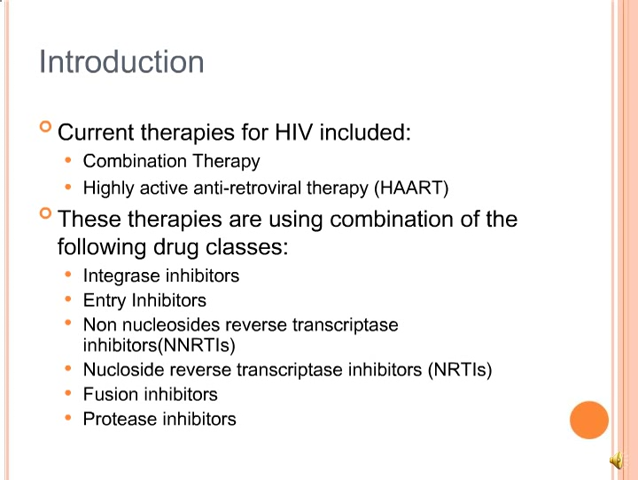 Introduction
Current therapies for HIV included:
Combination Therapy
Highly active anti-retroviral therapy (HAART)
These therapies are using combination of the
following drug classes:
Integrase inhibitors
Entry Inhibitors
Non nucleosides reverse transcriptase
inhibitors(NNRTIs)
Nucloside reverse transcriptase inhibitors (NRTIs)
Fusion inhibitors
Protease inhibitors